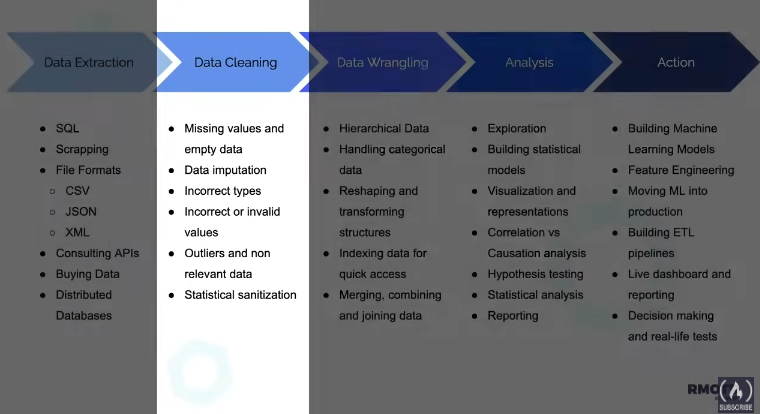 Data Extraction
Data Cleaning
Data Wrangling
Analysis
Action
SQL
Scrapping
File Formats
CSV
JSON
XML
Consulting APIs
Buying Data
Distributed
Databases
Missing values and
empty data
Data imputation
Incorrect types
Incorrect or invalid
values
Outliers and non
relevant data
Statistical sanitization
Hierarchical Data
Handling categorical
data
Reshaping and
transforming
structures
Indexing data for
quick access
Merging, combining
and joining data
Exploration
Building statistical
models
Visualization and
representations
Correlation vs
Causation analysis
Hypothesis testing
Statistical analysis
Reporting
Building Machine
Learning Models
Feature Engineering
Moving ML into
production
Building ETL
pipelines
Live dashboard and
reporting
Decision making
and real-life tests
SUBSCRIBE